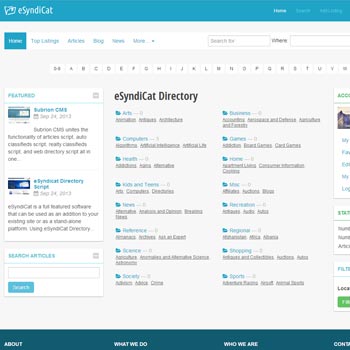 eSyndiCat
Home Search Add Listing
Home Top Listings Articles Blog News More Search for Where?
0-9 A B C D E F G H I J K L M N O P Q R S T U V W
FEATURED
Subrion CMS
Sep 24, 2013
Subrion CMS unites the
functionality of articles script, auto
classifieds script, realty classifieds
script, and web directory script all in
one...
eSyndicat Directory
Script
Sep 24, 2013
eSyndiCat is a full featured software
that can be used as an addition to your
existing site or as a stand-alone
platform. Using eSyndiCat Directory...
SEARCH ARTICLES
Search
eSyndiCat Directory
Arts — 0
Animation Antiques Architecture
Business — 0
Accounting Aerospace and Defense Agriculture
and Forestry
Computers — 3
Algorithms Artificial Intelligence Artificial Life
Games — 0
Addiction Board Games Card Games
Health — 0
Addictions Aging Alternative
Home — 0
Apartment Living Consumer Information
Cooking
Kids and Teens — 0
Arts Computers Directories
Misc — 0
Affiliates Auctions Blogs
News — 0
Alternative Analysis and Opinion Breaking
News
Recreation — 0
Antiques Audio Autos
Reference — 0
Almanacs Archives Ask an Expert
Regional — 0
Afghanistan Africa Albania
Science — 0
Anomalies and Alternative Science
Astronomy
Shopping — 0
Antiques and Collectibles Auctions Autos
Society — 0
Activism Advice Crime
Sports — 0
Adventure Racing Airsoft Animal Sports
ACCO
My
Fav
Edit
My
Log
STATI
Num
Num
FILTE
Loca
ABOUT WHAT WE DO WHO WE ARE CONTA